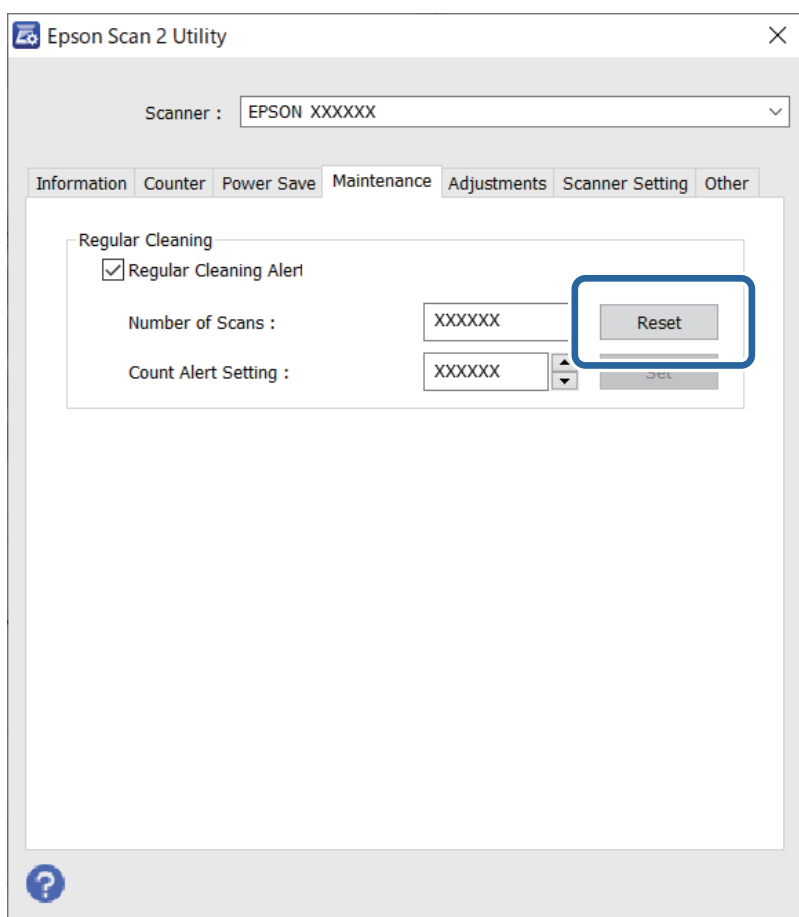 Epson Scan 2 Utility
Scanner : EPSON XXXXXX
Information Counter Power Save Maintenance Adjustments Scanner Setting Other
Regular Cleaning
Regular Cleaning Alert
Number of Scans : XXXXXX Reset
Count Alert Setting : XXXXXX Set
?